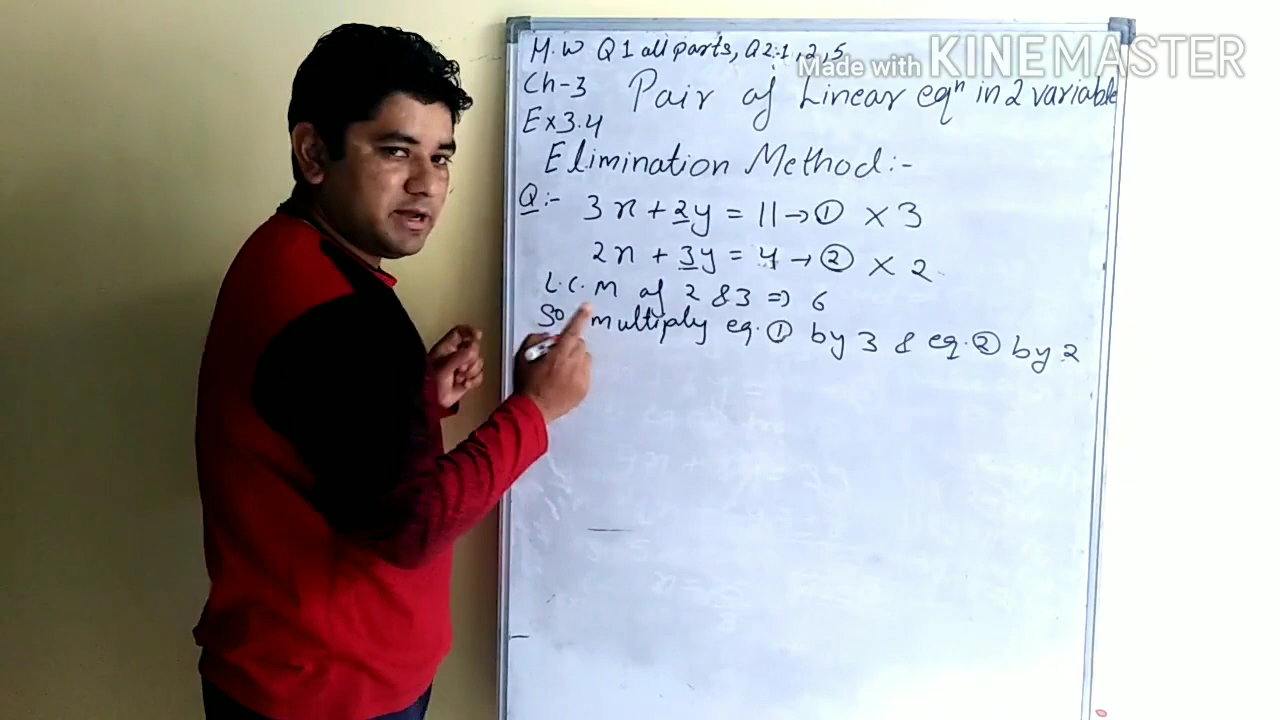 H.W Q1 all parts, Q2:1, 2, 5
Made with KINEMASTER
Ch-3 Pair of Linear eqⁿ in 2 variable
Ex3.4
Elimination Method:-
Q:- 3x + 2y = 11 → ① × 3
2x + 3y = 4 → ② × 2
L.C.M of 2 & 3 ⇒ 6
So multiply eq.① by 3 & eq.② by 2